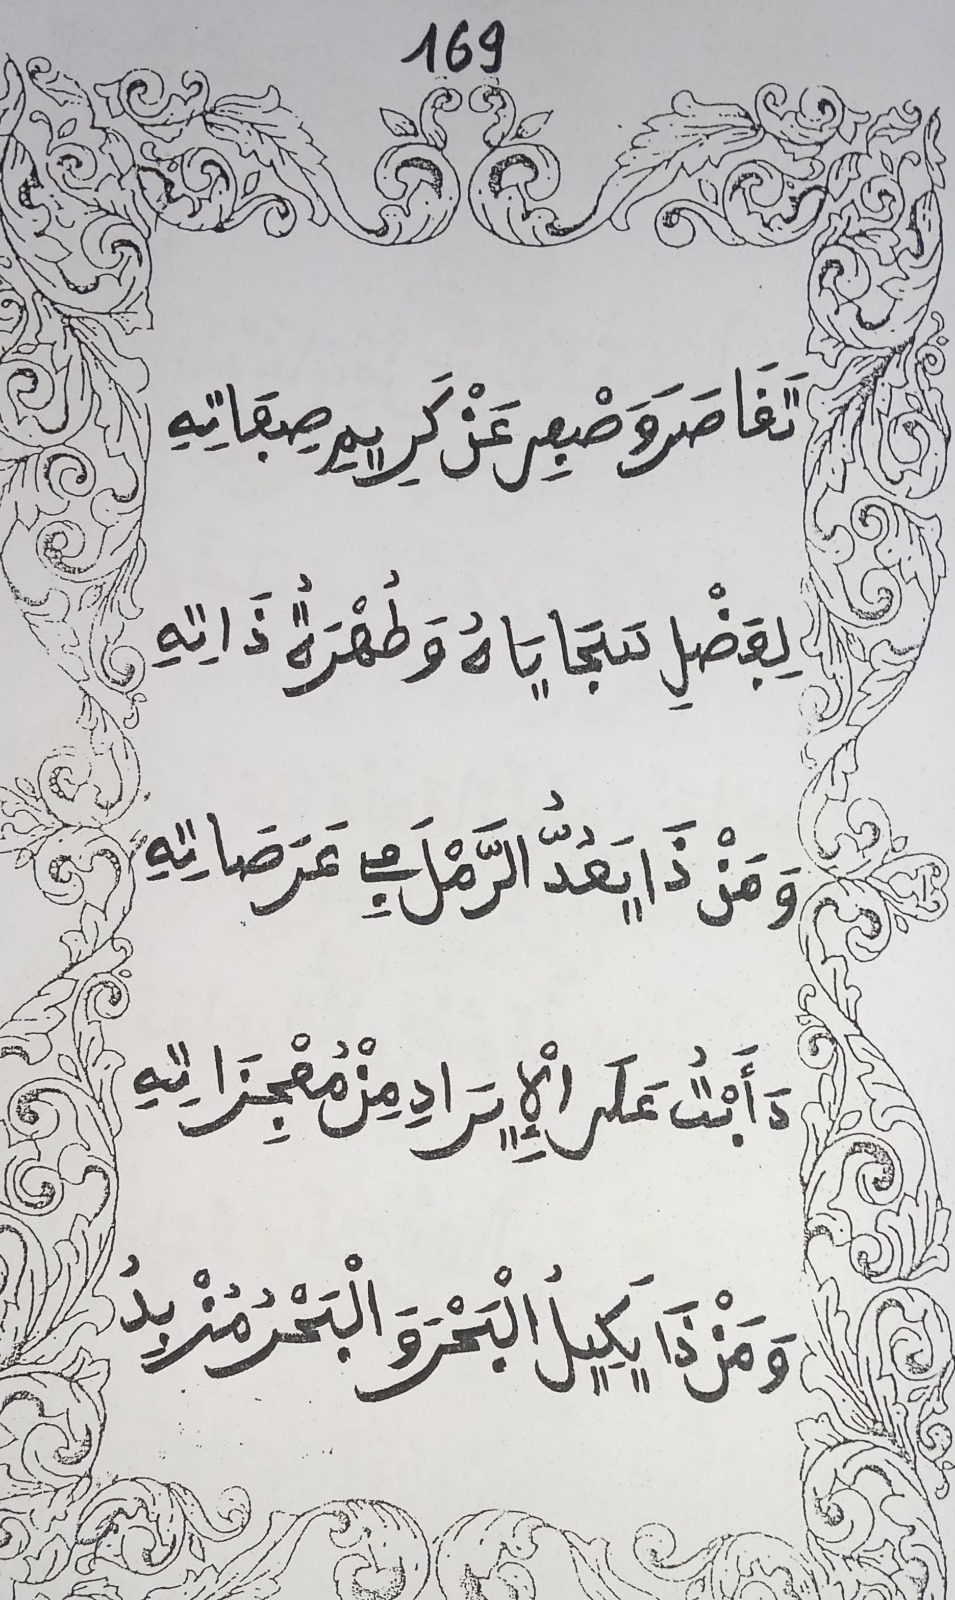 169
تَفَاصَرَ وَصْفِي عَنْ كَرِيمِ صِفَاتِهِ
لِفَضْلِ سَجَايَاهُ وَطُهْرَةُ ذَاتِهِ
وَمَنْ ذَا يَعُدُّ الرَّمْلَ فِي عَرَصَاتِهِ
دَأَبْتُ عَلَى الْإِيرَادِ مِنْ مُعْجِزَاتِهِ
وَمَنْ ذَا يَكِيلُ الْبَحْرَ وَالْبَحْرُ مُزْبِدُ